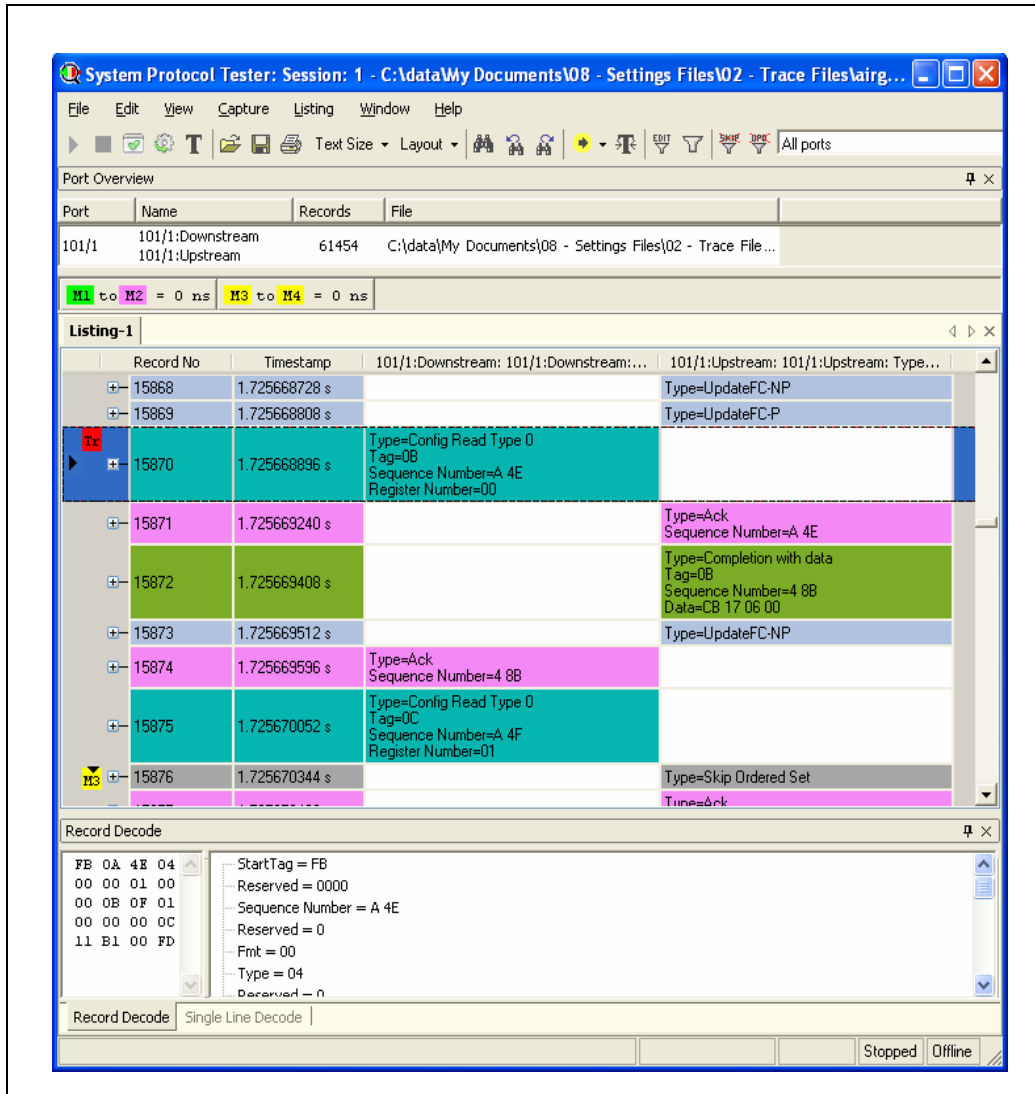 System Protocol Tester: Session: 1 - C:\data\My Documents\08 - Settings Files\02 - Trace Files\airg...
File Edit View Capture Listing Window Help
T Text Size Layout T EDIT SKIP All ports
Port Overview
Port Name Records File
101/1 101/1:Downstream 61454 C:\data\My Documents\08 - Settings Files\02 - Trace File...
101/1:Upstream
M1 to M2 = 0 ns M3 to M4 = 0 ns
Listing-1
Record No Timestamp 101/1:Downstream: 101/1:Downstream:... 101/1:Upstream: 101/1:Upstream: Type...
15868 1.725668728 s Type=UpdateFC-NP
15869 1.725668808 s Type=UpdateFC-P
Tr
15870 1.725668896 s Type=Config Read Type 0
Tag=0B
Sequence Number=A 4E
Register Number=00
15871 1.725669240 s Type=Ack
Sequence Number=A 4E
15872 1.725669408 s Type=Completion with data
Tag=0B
Sequence Number=4 8B
Data=CB 17 06 00
15873 1.725669512 s Type=UpdateFC-NP
15874 1.725669596 s Type=Ack
Sequence Number=4 8B
15875 1.725670052 s Type=Config Read Type 0
Tag=0C
Sequence Number=A 4F
Register Number=01
M3 15876 1.725670344 s Type=Skip Ordered Set
Type=Ack
Record Decode
FB 0A 4E 04 StartTag = FB
00 00 01 00 Reserved = 0000
00 0B 0F 01 Sequence Number = A 4E
00 00 00 0C Reserved = 0
11 B1 00 FD Fmt = 00
Type = 04
Reserved = 0
Record Decode Single Line Decode
Stopped Offline